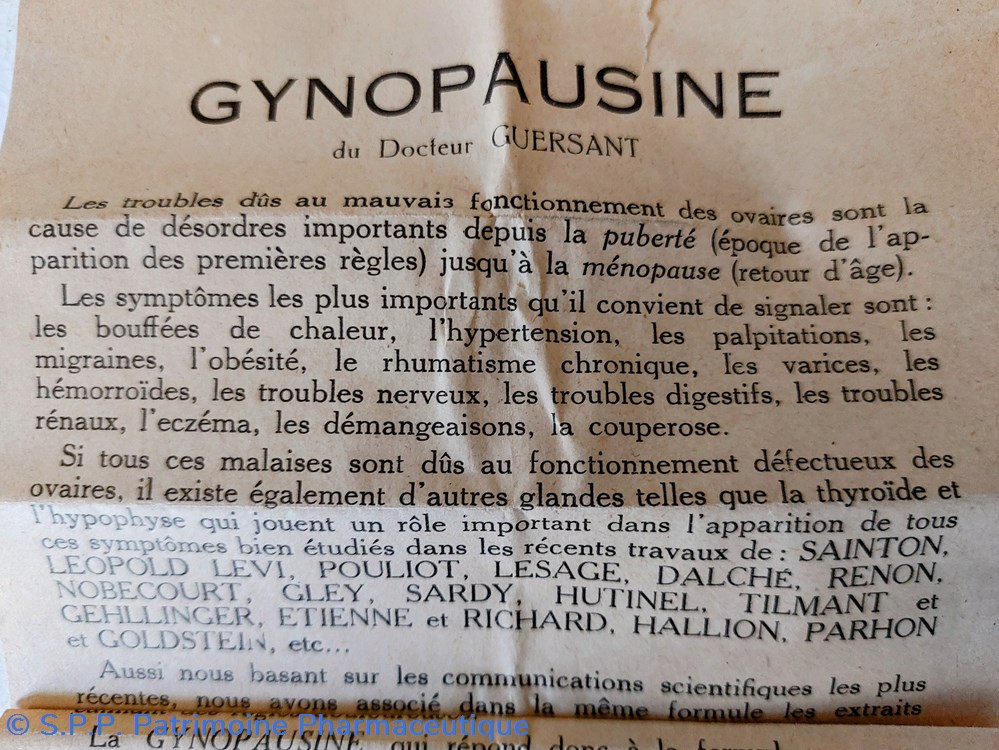 GYNOPAUSINE
du Docteur GUERSANT
Les troubles dûs au mauvais fonctionnement des ovaires sont la
cause de désordres importants depuis la puberté (époque de l'ap-
parition des premières règles) jusqu'à la ménopause (retour d'âge).
Les symptômes les plus importants qu'il convient de signaler sont :
les bouffées de chaleur, l'hypertension, les palpitations, les
migraines, l'obésité, le rhumatisme chronique, les varices, les
hémorroïdes, les troubles nerveux, les troubles digestifs, les troubles
rénaux, l'eczéma, les démangeaisons, la couperose.
Si tous ces malaises sont dûs au fonctionnement défectueux des
ovaires, il existe également d'autres glandes telles que la thyroïde et
l'hypophyse qui jouent un rôle important dans l'apparition de tous
ces symptômes bien étudiés dans les récents travaux de : SAINTON,
LEOPOLD LEVI, POULIOT, LESAGE, DALCHÉ, RENON,
NOBECOURT, GLEY, SARDY, HUTINEL, TILMANT et
GEHLLINGER, ETIENNE et RICHARD, HALLION, PARHON
et GOLDSTEIN, etc...
Aussi nous basant sur les communications scientifiques les plus
récentes, nous avons associé dans la même formule les extraits
© S.P.P. Patrimoine Pharmaceutique
La GYNOPAUSINE qui répond donc à la